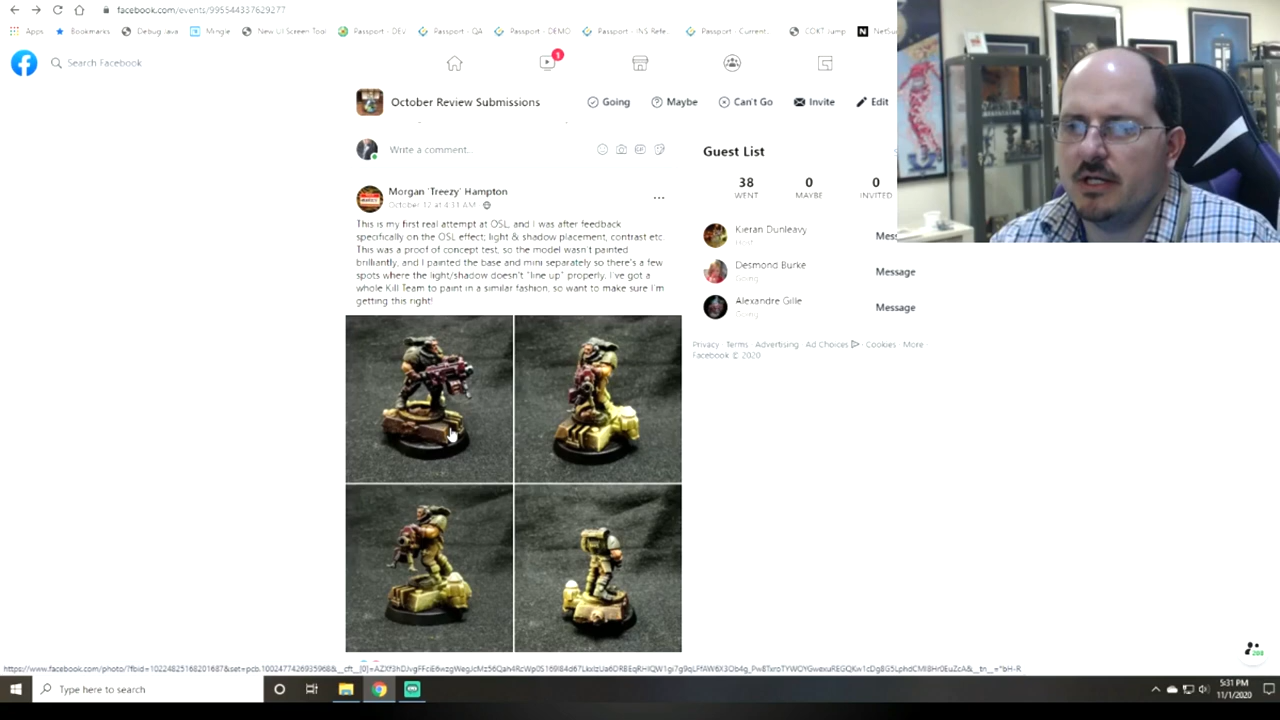 facebook.com/events/995544337629277
Apps Bookmarks Debug Java Mingle New UI Screen Tool Passport - DEV Passport - QA Passport - DEMO Passport - INS Refe... Passport - Current... COKT Jump NetSu
Search Facebook
1
October Review Submissions Going Maybe Can't Go Invite Edit
Write a comment...
Guest List
38 0 0
WENT MAYBE INVITED
Morgan 'Treezy' Hampton
October 12 at 4:31 AM
This is my first real attempt at OSL, and I was after feedback
specifically on the OSL effect; light & shadow placement, contrast etc.
This was a proof of concept test, so the model wasn't painted
brilliantly, and I painted the base and mini separately so there's a few
spots where the light/shadow doesn't "line up" properly. I've got a
whole Kill Team to paint in a similar fashion, so want to make sure I'm
getting this right!
Kieran Dunleavy Mess
Host
Desmond Burke Message
Going
Alexandre Gille Message
Going
Privacy · Terms · Advertising · Ad Choices · Cookies · More ·
Facebook © 2020
Type here to search
5:31 PM
11/1/2020